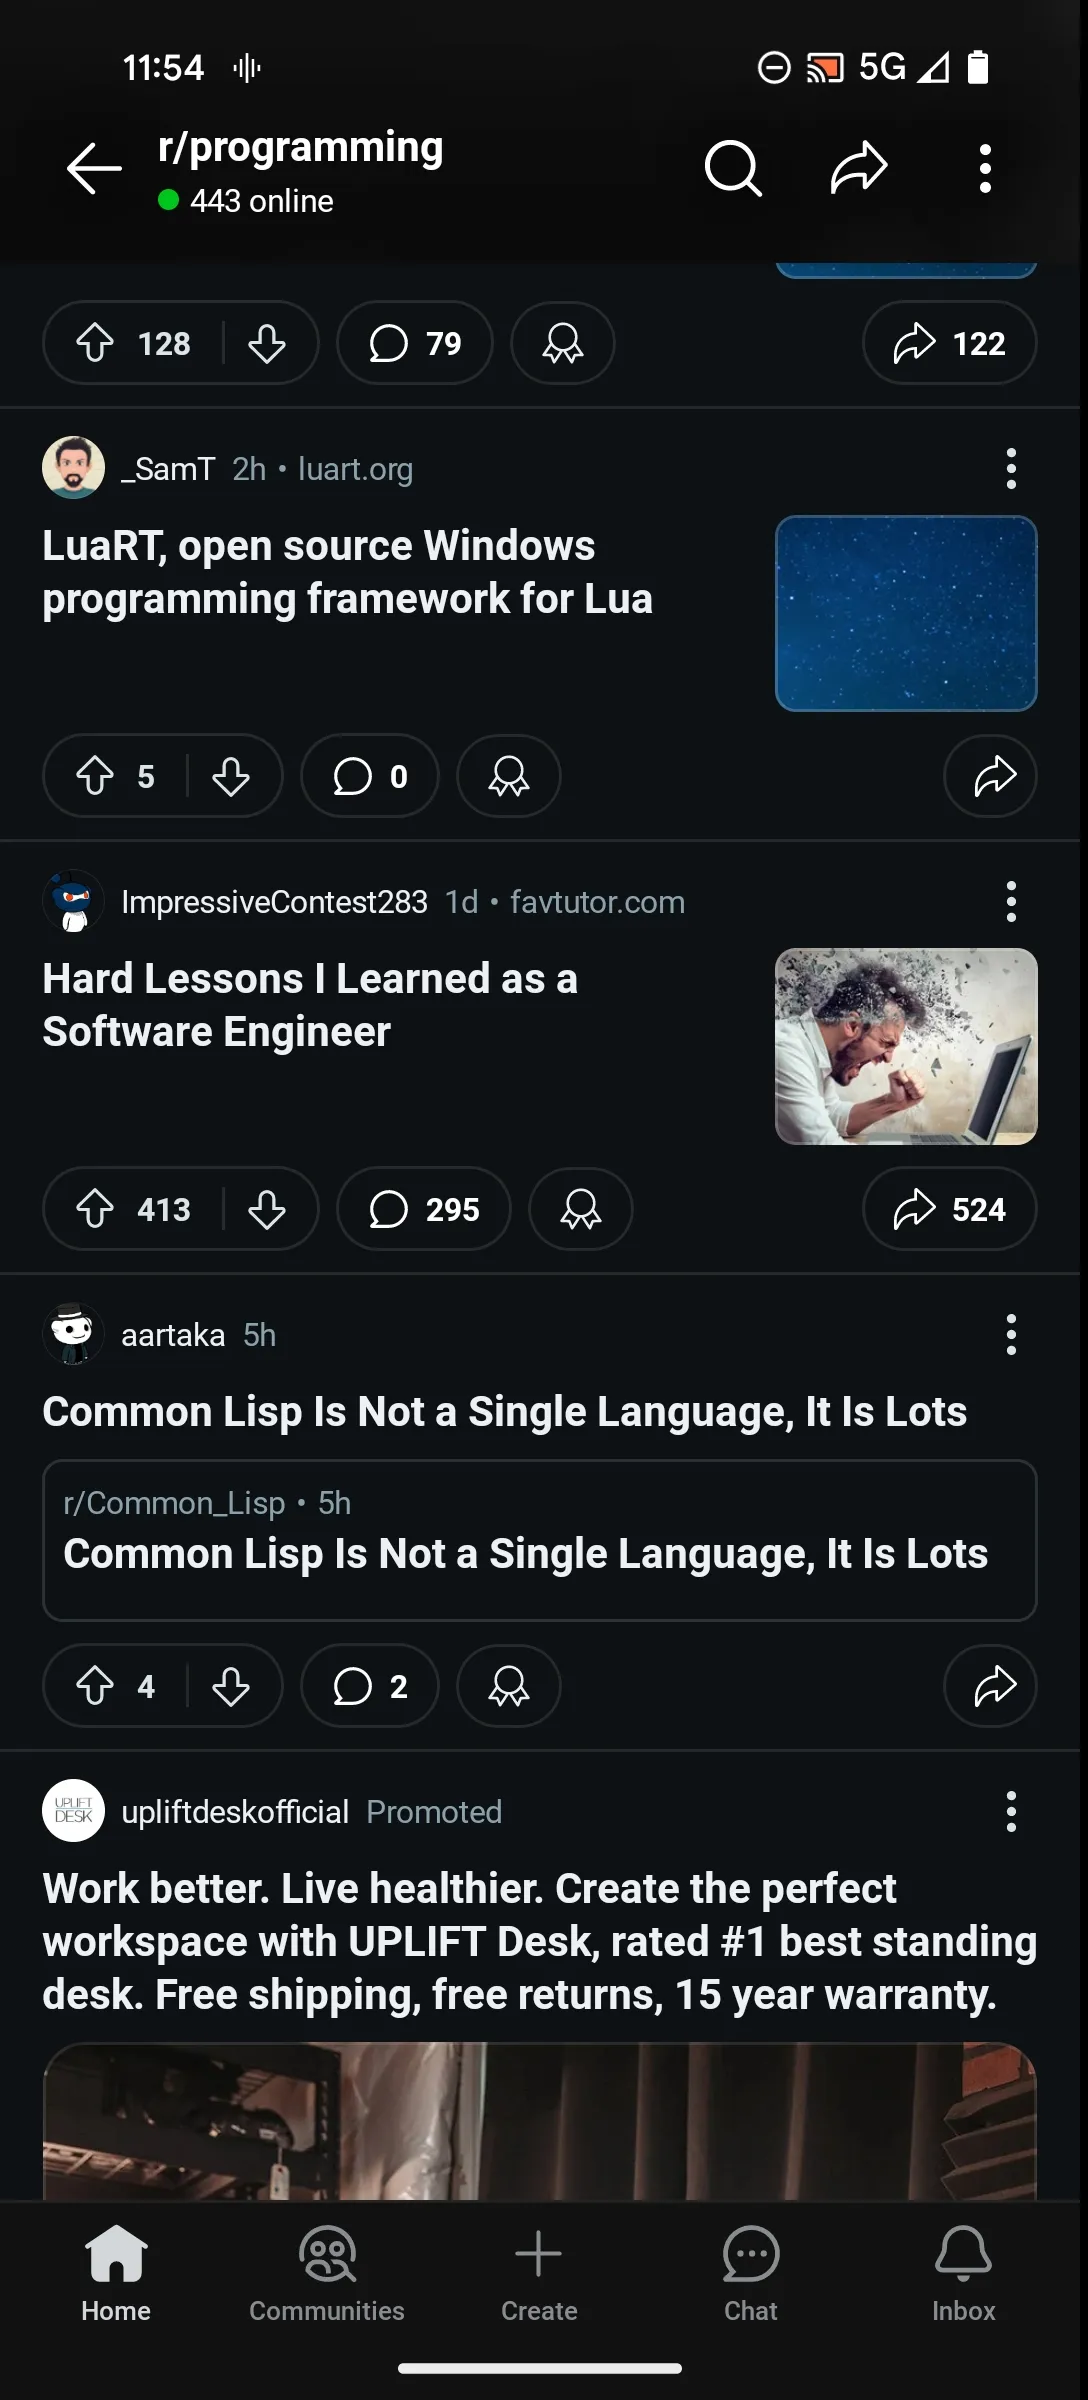 11:54
5G
r/programming
443 online
128
79
122
_SamT 2h • luart.org
LuaRT, open source Windows
programming framework for Lua
5
0
ImpressiveContest283 1d • favtutor.com
Hard Lessons I Learned as a
Software Engineer
413
295
524
aartaka 5h
Common Lisp Is Not a Single Language, It Is Lots
r/Common_Lisp • 5h
Common Lisp Is Not a Single Language, It Is Lots
4
2
UPLIFT
DESK
upliftdeskofficial Promoted
Work better. Live healthier. Create the perfect
workspace with UPLIFT Desk, rated #1 best standing
desk. Free shipping, free returns, 15 year warranty.
Home
Communities
Create
Chat
Inbox